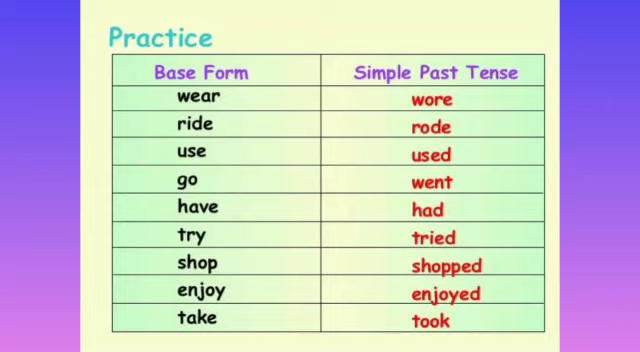 Practice
Base Form Simple Past Tense
wear wore
ride rode
use used
go went
have had
try tried
shop shopped
enjoy enjoyed
take took